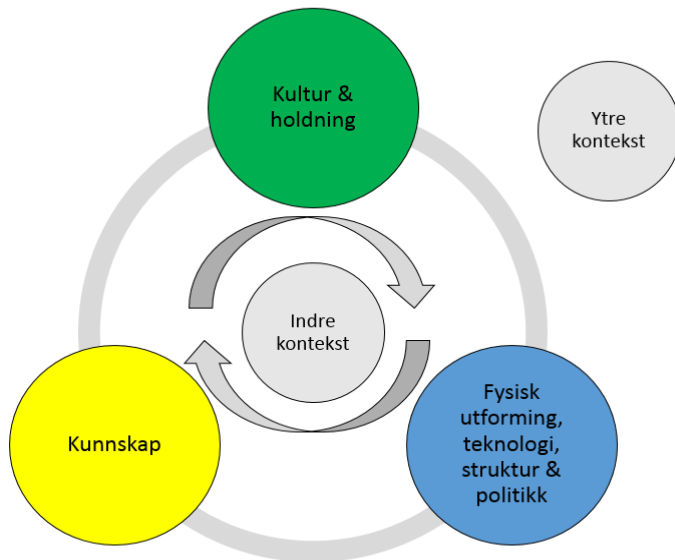 Kultur &
holdning
Ytre
kontekst
Indre
kontekst
Kunnskap
Fysisk
utforming,
teknologi,
struktur &
politikk